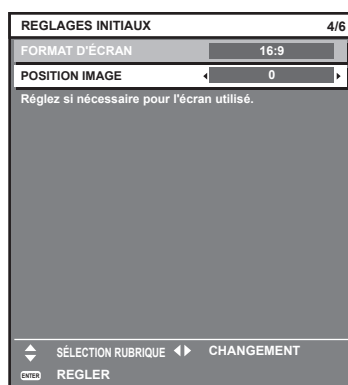 REGLAGES INITIAUX 4/6
FORMAT D'ÉCRAN 16:9
POSITION IMAGE 0
Réglez si nécessaire pour l'écran utilisé.
SÉLECTION RUBRIQUE CHANGEMENT
ENTER REGLER